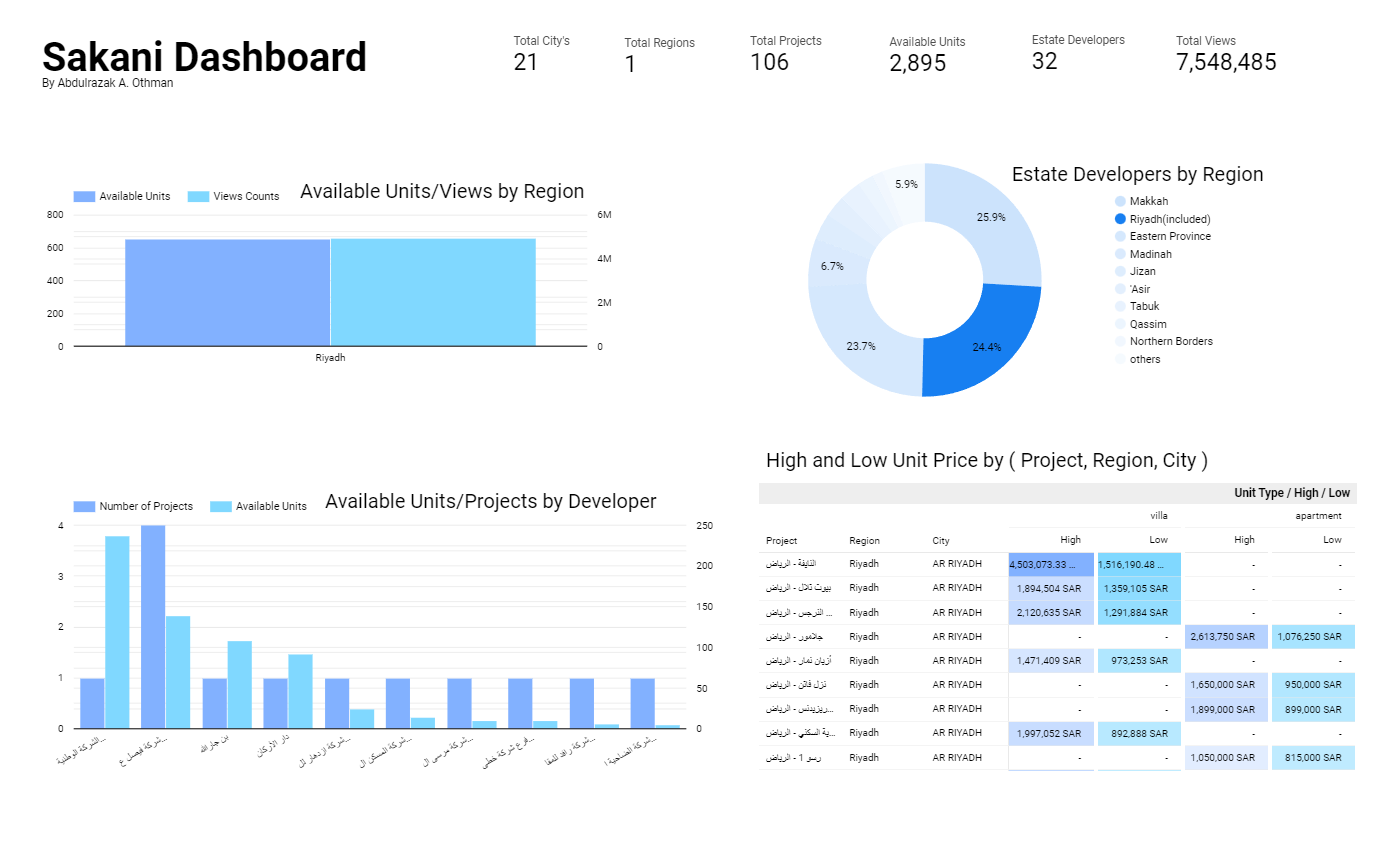 Sakani Dashboard
By Abdulrazak A. Othman
Total City's
21
Total Regions
1
Total Projects
106
Available Units
2,895
Estate Developers
32
Total Views
7,548,485
Available Units/Views by Region
Available Units
Views Counts
800
600
400
200
0
6M
4M
2M
0
Riyadh
Estate Developers by Region
5.9%
25.9%
6.7%
23.7%
24.4%
Makkah
Riyadh(included)
Eastern Province
Madinah
Jizan
'Asir
Tabuk
Qassim
Northern Borders
others
Available Units/Projects by Developer
Number of Projects
Available Units
4
3
2
1
0
250
200
150
100
50
0
الشركة الوطنية...
شركة فيصل ع...
بن جار الله
دار الأركان
شركة ازدهار لل...
شركة المسكن ال...
شركة مرسى ال...
فرع شركة خطى...
شركة رافد للمقا...
شركة الضاحية ا...
High and Low Unit Price by ( Project, Region, City )
Unit Type / High / Low
villa apartment
Project Region City High Low High Low
النايفة - الرياض Riyadh AR RIYADH 4,503,073.33 ... 1,516,190.48 ... - -
بيوت تلال - الرياض Riyadh AR RIYADH 1,894,504 SAR 1,359,105 SAR - -
النرجس - الرياض ... Riyadh AR RIYADH 2,120,635 SAR 1,291,884 SAR - -
جلامور - الرياض Riyadh AR RIYADH - - 2,613,750 SAR 1,076,250 SAR
أزيان نمار - الرياض Riyadh AR RIYADH 1,471,409 SAR 973,253 SAR - -
نزل فاتن - الرياض Riyadh AR RIYADH - - 1,650,000 SAR 950,000 SAR
ريزيدنس - الرياض... Riyadh AR RIYADH - - 1,899,000 SAR 899,000 SAR
ية السكني - الرياض... Riyadh AR RIYADH 1,997,052 SAR 892,888 SAR - -
رسو 1 - الرياض Riyadh AR RIYADH - - 1,050,000 SAR 815,000 SAR